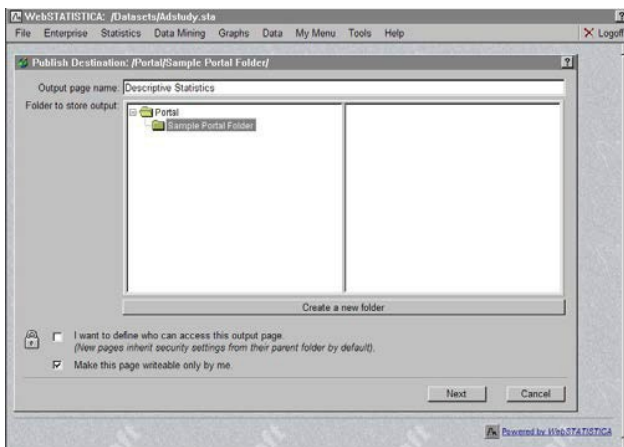 WebSTATISTICA: /Datasets/Adstudy.sta ?
File Enterprise Statistics Data Mining Graphs Data My Menu Tools Help X Logoff
Publish Destination: /Portal/Sample Portal Folder/ ?
Output page name: Descriptive Statistics
Folder to store output:
Portal
Sample Portal Folder
Create a new folder
I want to define who can access this output page.
(New pages inherit security settings from their parent folder by default).
Make this page writeable only by me.
Next Cancel
Powered by WebSTATISTICA